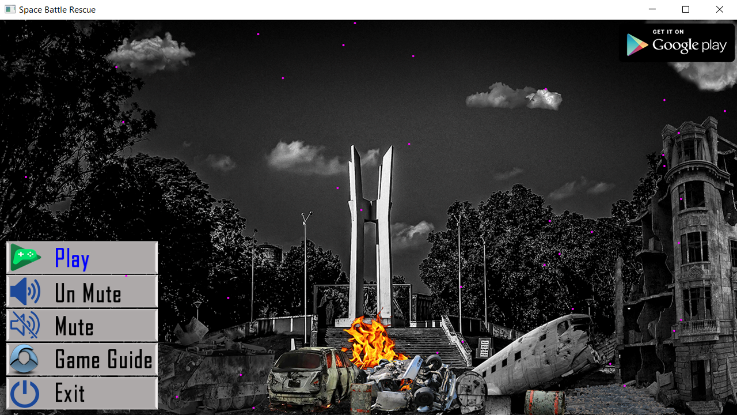 Space Battle Rescue
GET IT ON
Google play
Play
Un Mute
Mute
Game Guide
Exit